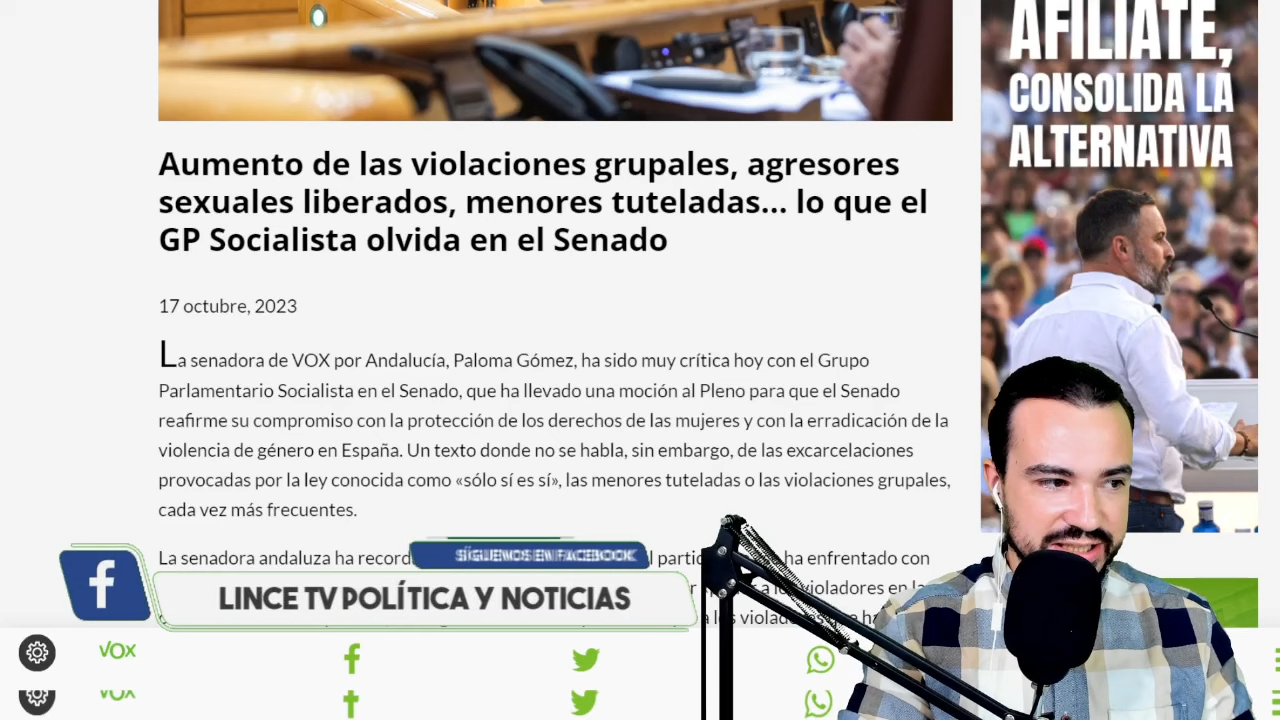 AFÍLIATE,
CONSOLIDA LA
ALTERNATIVA
Aumento de las violaciones grupales, agresores
sexuales liberados, menores tuteladas... lo que el
GP Socialista olvida en el Senado
17 octubre, 2023
La senadora de VOX por Andalucía, Paloma Gómez, ha sido muy crítica hoy con el Grupo
Parlamentario Socialista en el Senado, que ha llevado una moción al Pleno para que el Senado
reafirme su compromiso con la protección de los derechos de las mujeres y con la erradicación de la
violencia de género en España. Un texto donde no se habla, sin embargo, de las excarcelaciones
provocadas por la ley conocida como «sólo sí es sí», las menores tuteladas o las violaciones grupales,
cada vez más frecuentes.
La senadora andaluza ha record
ha enfrentado con
violadores en la
SÍGUENOS EN FACEBOOK
LINCE TV POLÍTICA Y NOTICIAS
VOX
VOX